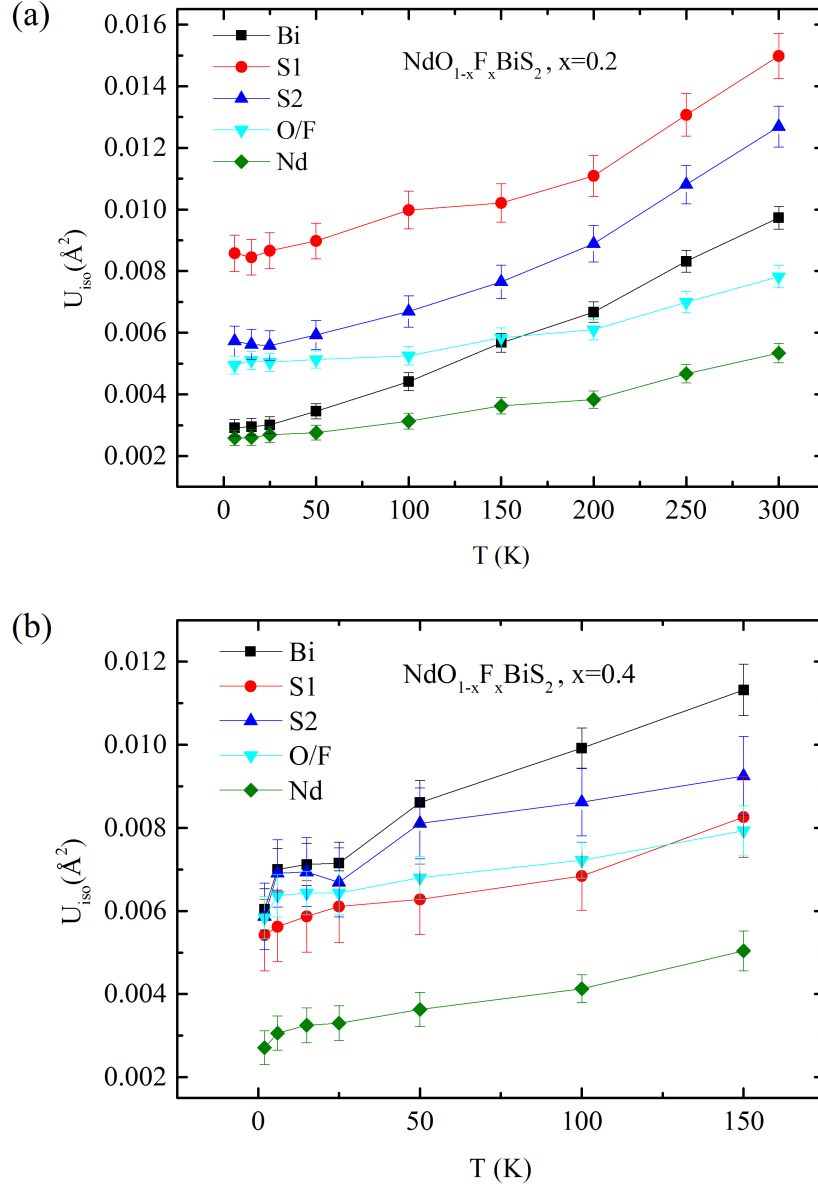 (a)
0.016
0.014
0.012
0.010
0.008
0.006
0.004
0.002
U_iso(Å²)
Bi
S1
S2
O/F
Nd
NdO₁₋ₓFₓBiS₂, x=0.2
0 50 100 150 200 250 300
T (K)
(b)
0.012
0.010
0.008
0.006
0.004
0.002
U_iso(Å²)
Bi
S1
S2
O/F
Nd
NdO₁₋ₓFₓBiS₂, x=0.4
0 50 100 150
T (K)